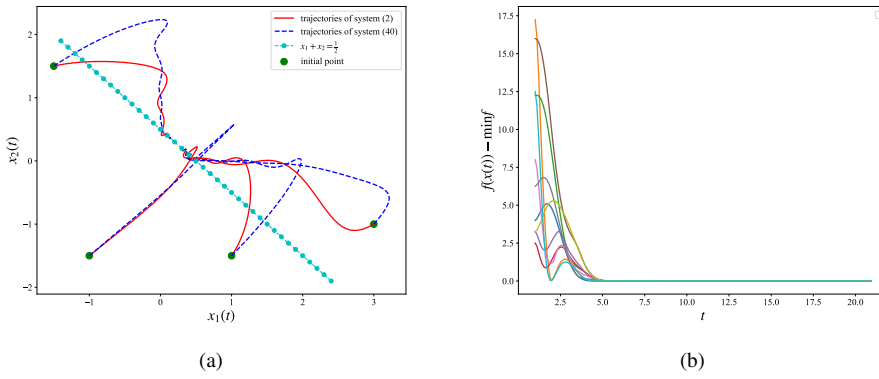 trajectories of system (2)
trajectories of system (40)
x₁ + x₂ = ½
initial point
2
1
0
−1
−2
x₂(t)
−1 0 1 2 3
x₁(t)
(a)
17.5
15.0
12.5
10.0
7.5
5.0
2.5
0.0
f(x(t)) − minf
2.5 5.0 7.5 10.0 12.5 15.0 17.5 20.0
t
(b)